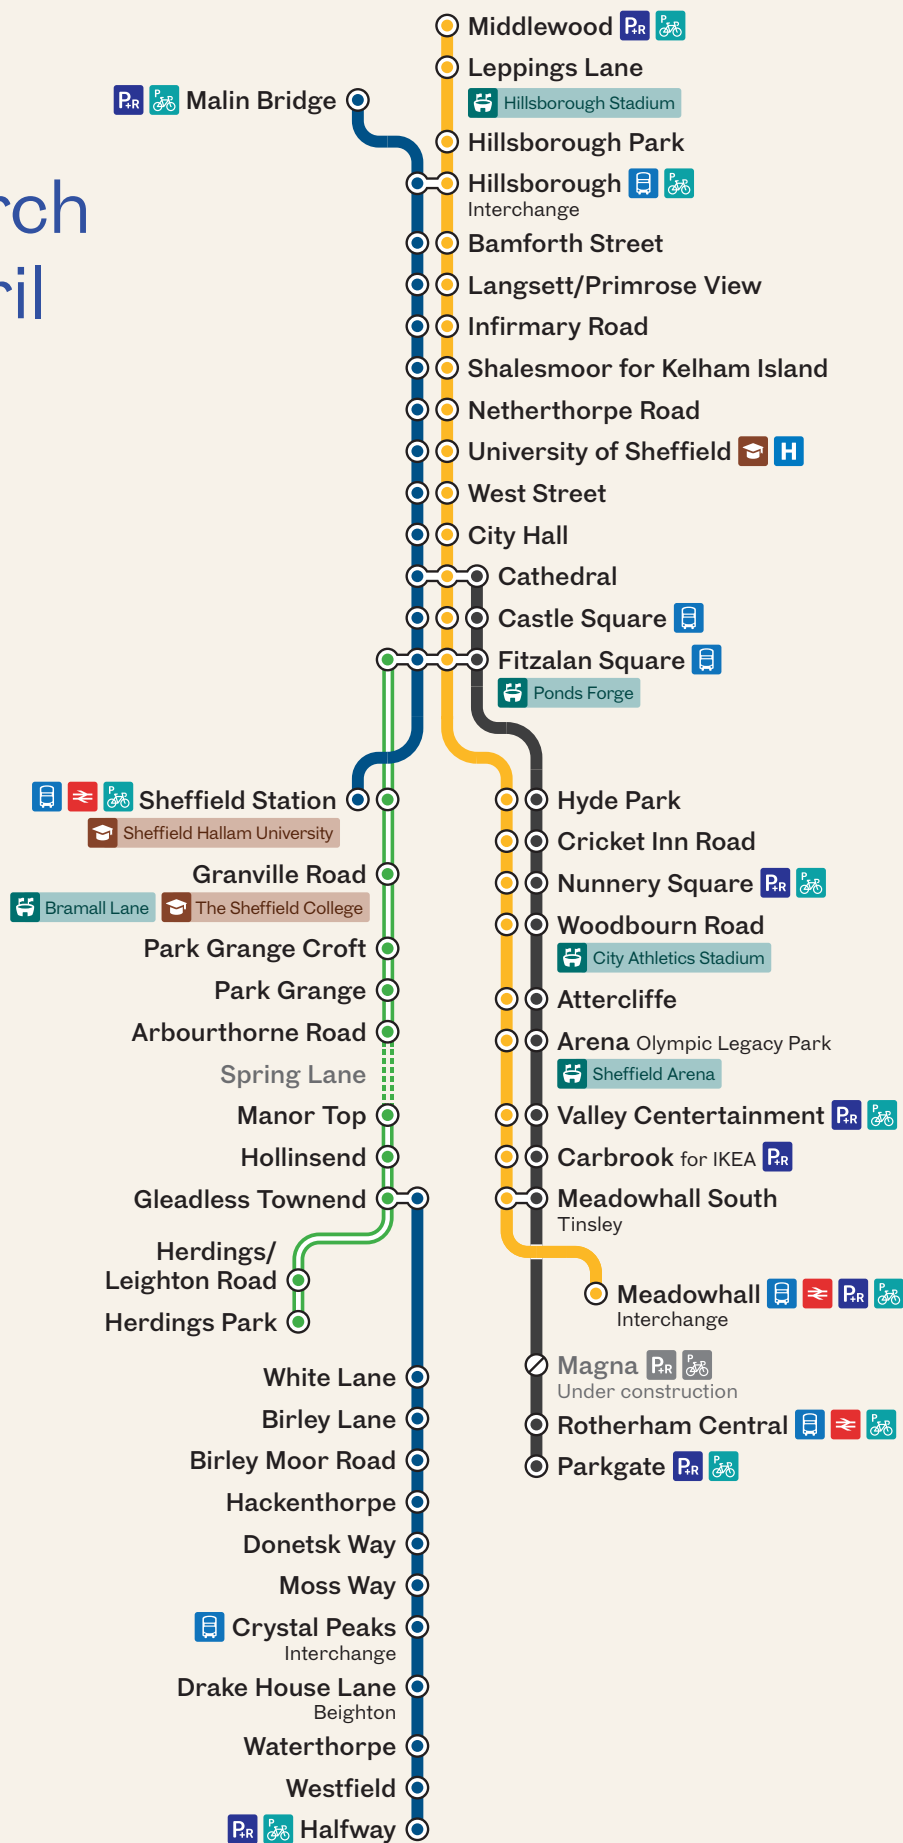 Middlewood P+R P
Leppings Lane
Hillsborough Stadium
P+R P Malin Bridge
Hillsborough Park
rch
Hillsborough P
Interchange
Bamforth Street
ril
Langsett/Primrose View
Infirmary Road
Shalesmoor for Kelham Island
Netherthorpe Road
University of Sheffield H
West Street
City Hall
Cathedral
Castle Square
Fitzalan Square
Ponds Forge
P Sheffield Station
Sheffield Hallam University
Granville Road
Bramall Lane The Sheffield College
Park Grange Croft
Park Grange
Arbourthorne Road
Spring Lane
Manor Top
Hollinsend
Gleadless Townend
Herdings/
Leighton Road
Herdings Park
Hyde Park
Cricket Inn Road
Nunnery Square P+R P
Woodbourn Road
City Athletics Stadium
Attercliffe
Arena Olympic Legacy Park
Sheffield Arena
Valley Centertainment P+R P
Carbrook for IKEA P+R
Meadowhall South
Tinsley
Meadowhall P+R P
Interchange
Magna P+R P
Under construction
Rotherham Central P
Parkgate P+R P
White Lane
Birley Lane
Birley Moor Road
Hackenthorpe
Donetsk Way
Moss Way
Crystal Peaks
Interchange
Drake House Lane
Beighton
Waterthorpe
Westfield
P+R P Halfway